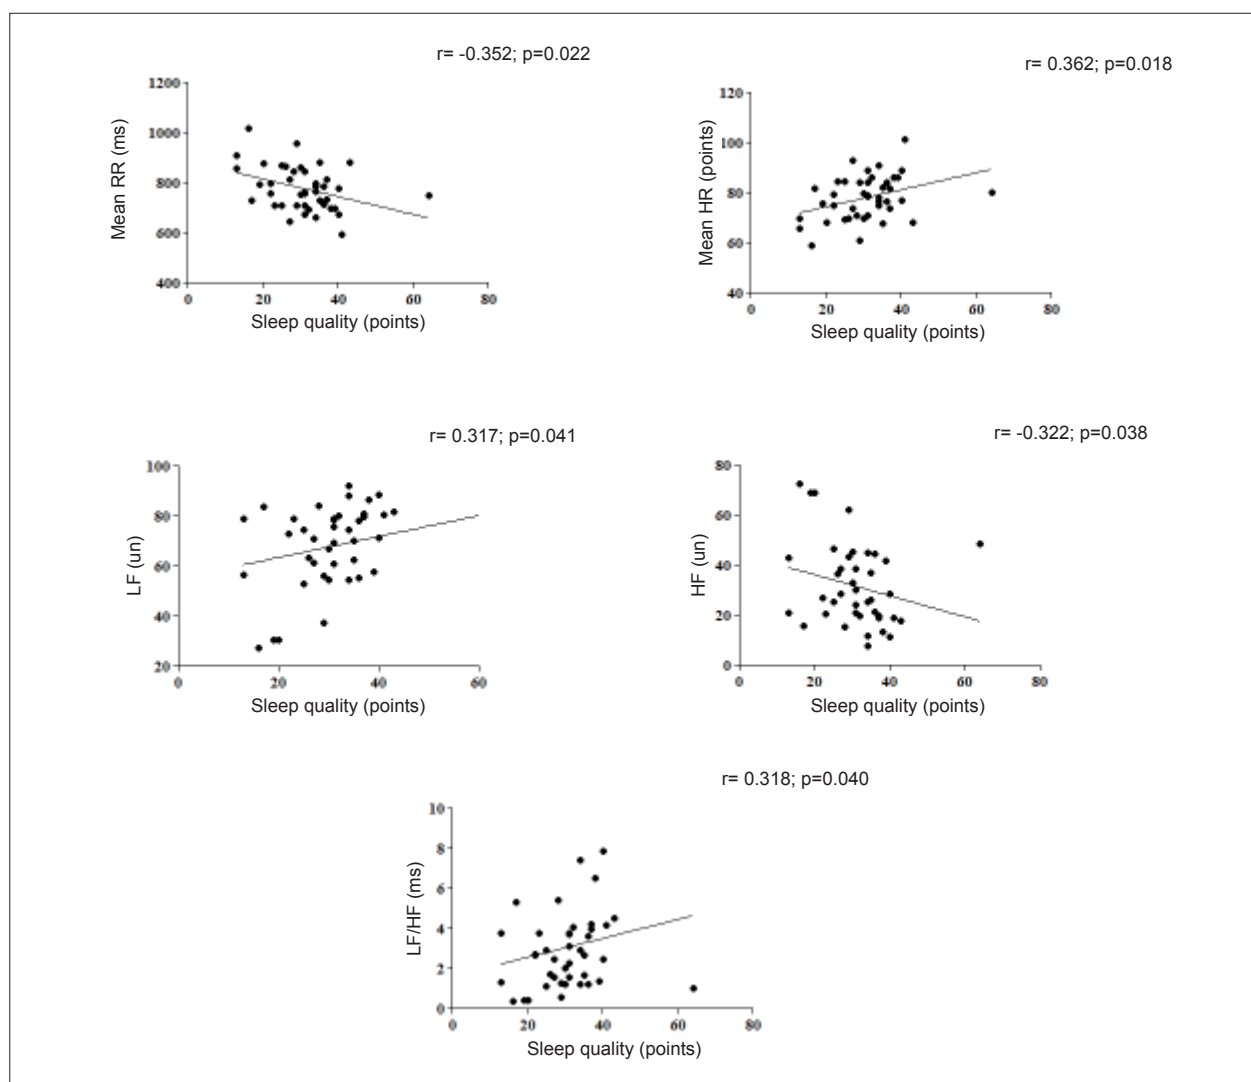 r= -0.352; p=0.022
1200
1000
800
600
400
Mean RR (ms)
0 20 40 60 80
Sleep quality (points)
r= 0.362; p=0.018
120
100
80
60
40
Mean HR (points)
0 20 40 60 80
Sleep quality (points)
r= 0.317; p=0.041
100
80
60
40
20
LF (un)
0 20 40 60
Sleep quality (points)
r= -0.322; p=0.038
80
60
40
20
0
HF (un)
0 20 40 60 80
Sleep quality (points)
r= 0.318; p=0.040
10
8
6
4
2
0
LF/HF (ms)
0 20 40 60 80
Sleep quality (points)